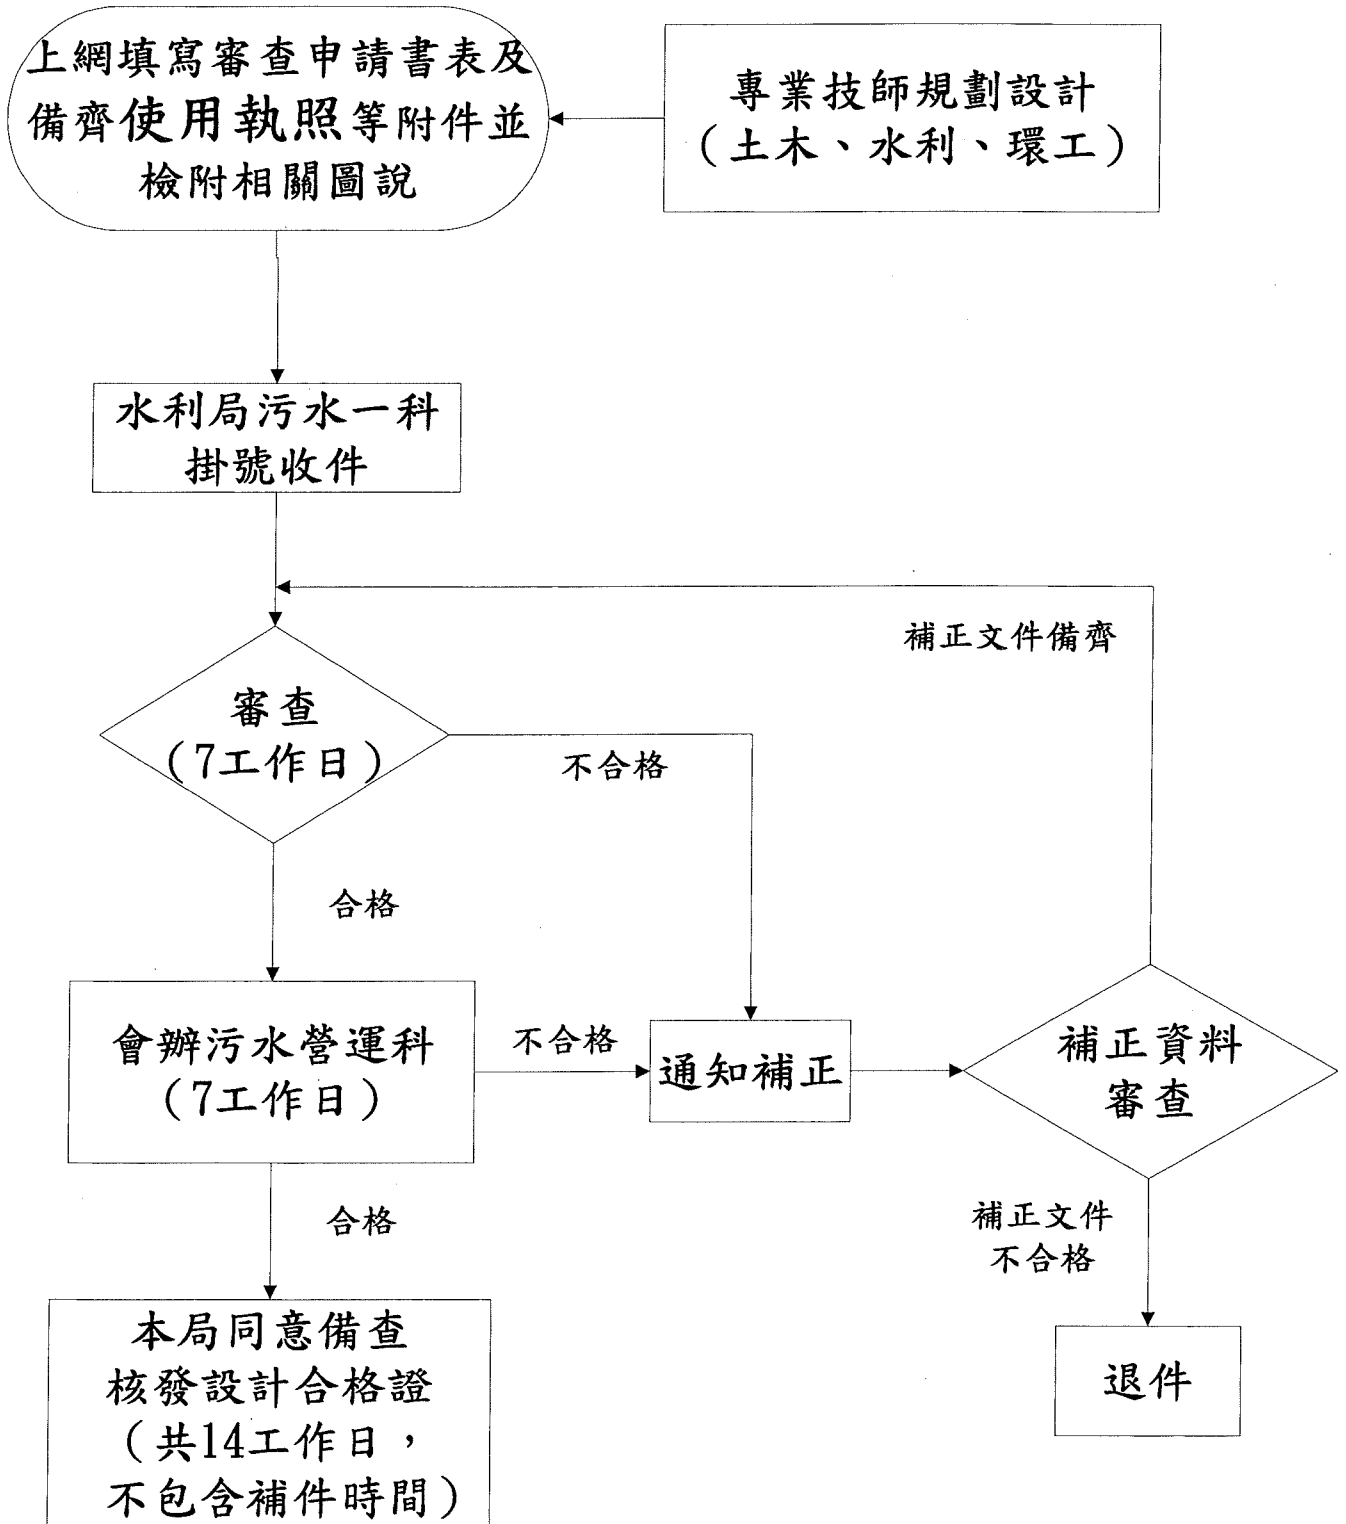 上網填寫審查申請書表及
備齊使用執照等附件並
檢附相關圖說
專業技師規劃設計
（土木、水利、環工）
水利局污水一科
掛號收件
補正文件備齊
審查
（7工作日）
不合格
合格
會辦污水營運科
（7工作日）
不合格
通知補正
補正資料
審查
合格
補正文件
不合格
本局同意備查
核發設計合格證
（共14工作日，
不包含補件時間）
退件